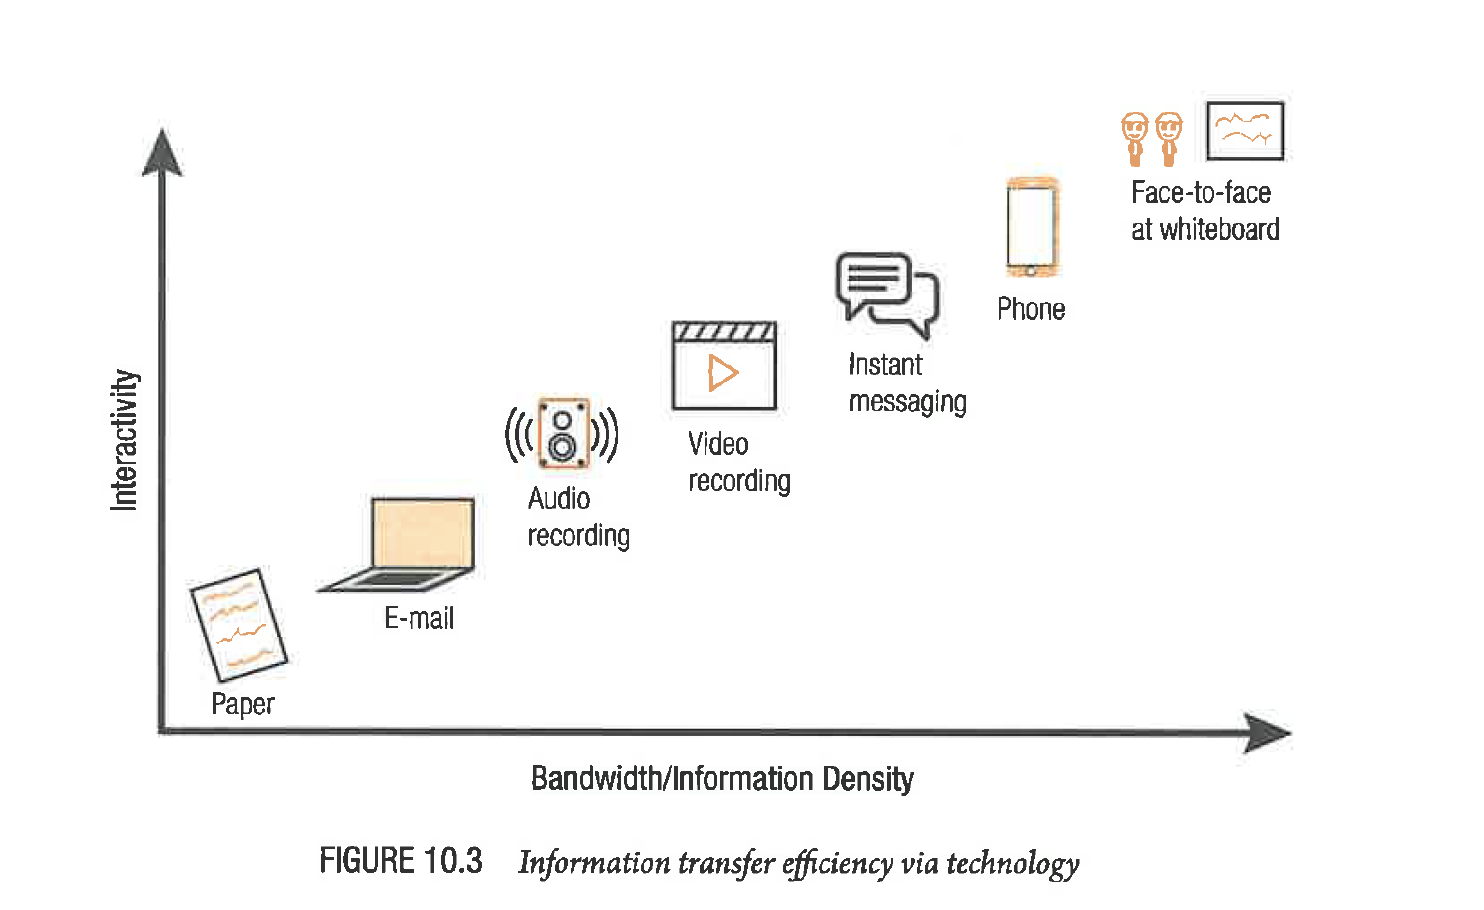 Face-to-face
at whiteboard
Phone
Instant
messaging
Video
recording
Audio
recording
E-mail
Paper
Interactivity
Bandwidth/Information Density
FIGURE 10.3 Information transfer efficiency via technology